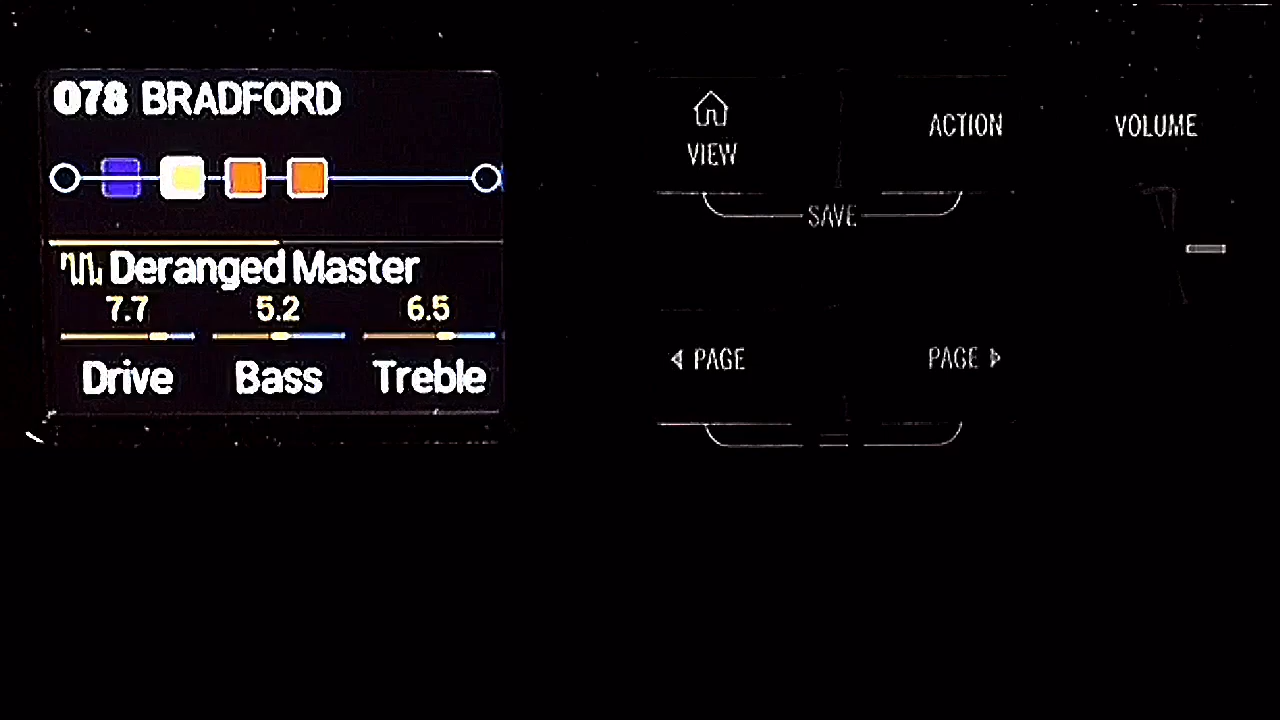 078 BRADFORD
Deranged Master
7.7 5.2 6.5
Drive Bass Treble
VIEW
ACTION
VOLUME
SAVE
PAGE
PAGE